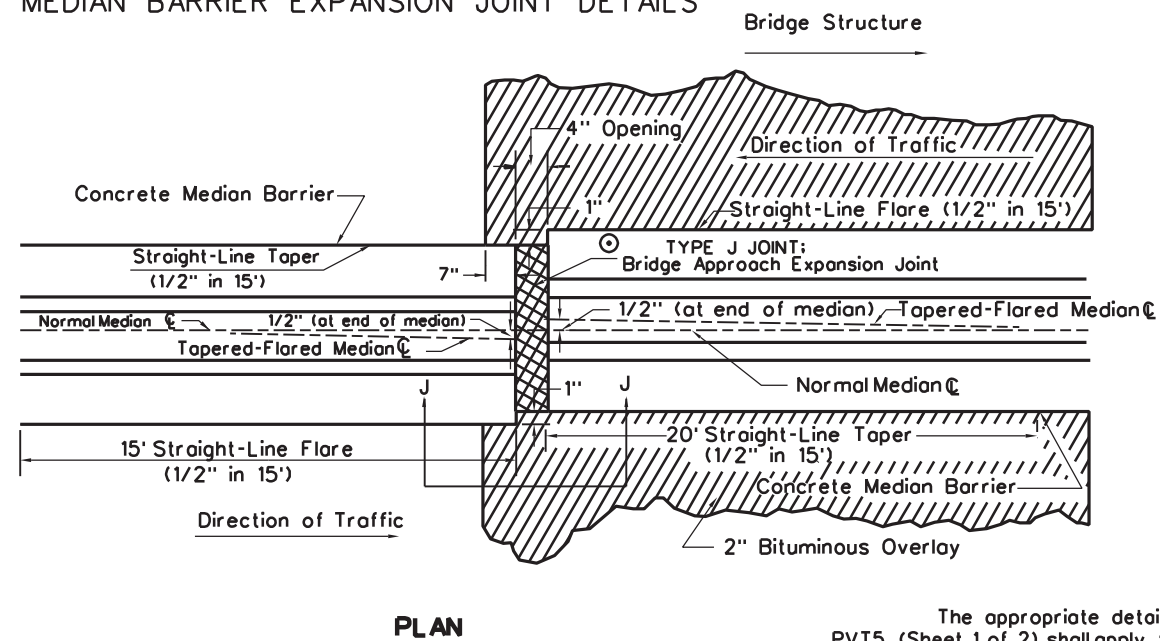 MEDIAN BARRIER EXPANSION JOINT DETAILS
Bridge Structure
4" Opening
Direction of Traffic
Concrete Median Barrier
1"
Straight-Line Flare (1/2" in 15')
Straight-Line Taper
(1/2" in 15')
7"
TYPE J JOINT;
Bridge Approach Expansion Joint
Normal Median ℄
1/2" (at end of median)
1/2" (at end of median)
Tapered-Flared Median ℄
Tapered-Flared Median ℄
J
1"
J
Normal Median ℄
15' Straight-Line Flare
(1/2" in 15')
20' Straight-Line Taper
(1/2" in 15')
Concrete Median Barrier
Direction of Traffic
2" Bituminous Overlay
PLAN
The appropriate detai
PVT5, (Sheet 1 of 2) shall apply